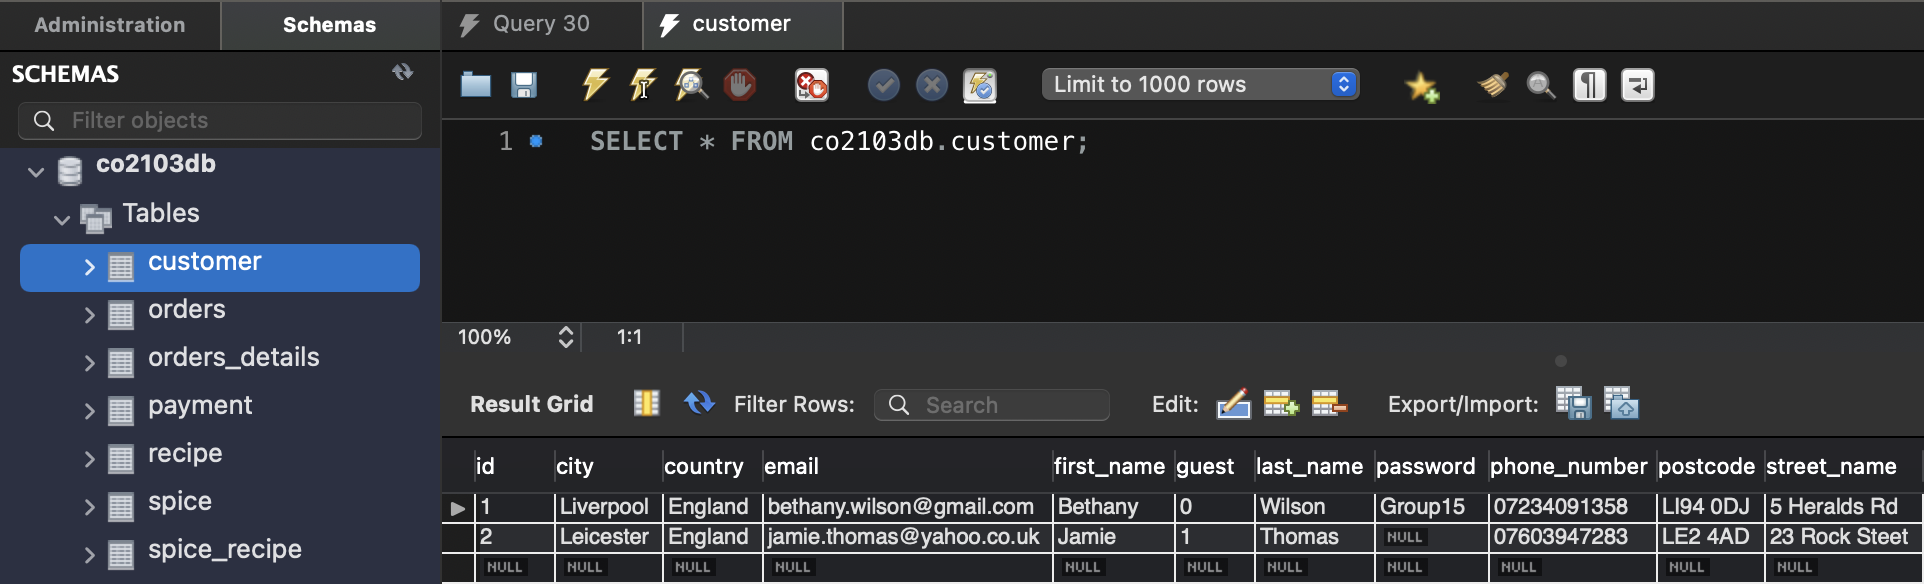 Administration Schemas
SCHEMAS
Filter objects
co2103db
Tables
customer
orders
orders_details
payment
recipe
spice
spice_recipe
Query 30 customer
Limit to 1000 rows
1 SELECT * FROM co2103db.customer;
100% 1:1
Result Grid Filter Rows: Search Edit: Export/Import:
id city country email first_name guest last_name password phone_number postcode street_name
1 Liverpool England bethany.wilson@gmail.com Bethany 0 Wilson Group15 07234091358 LI94 0DJ 5 Heralds Rd
2 Leicester England jamie.thomas@yahoo.co.uk Jamie 1 Thomas NULL 07603947283 LE2 4AD 23 Rock Steet
NULL NULL NULL NULL NULL NULL NULL NULL NULL NULL NULL